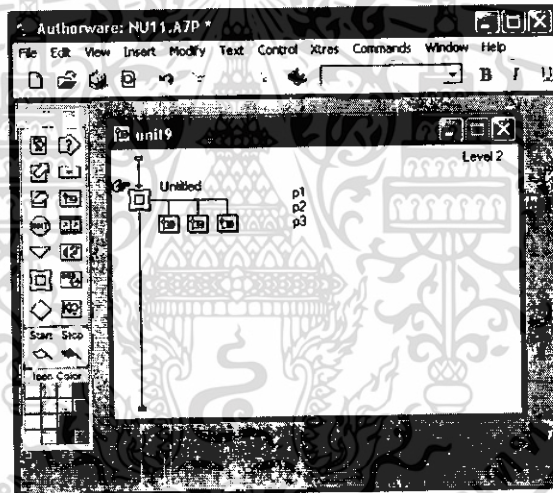 Authorware: NU11.A7P *
File Edit View Insert Modify Text Control Xtras Commands Window Help
B I U
unit9
Level 2
Untitled
p1
p2
p3
Start Stop
Icon Color